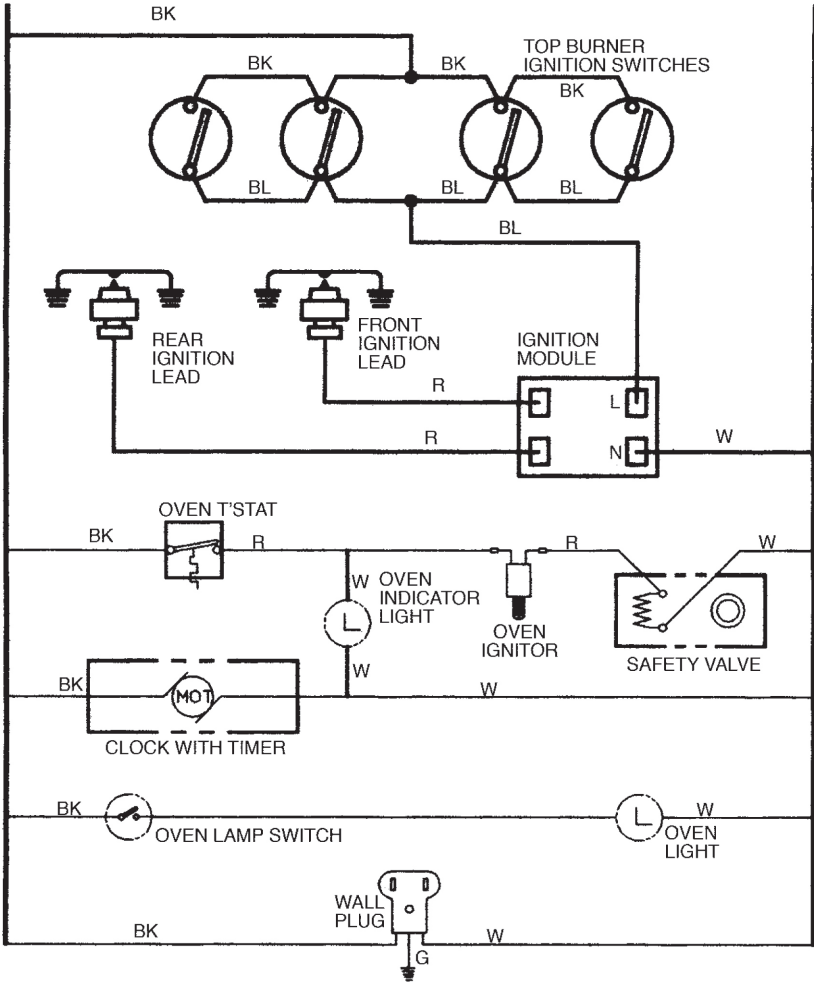 BK
TOP BURNER
IGNITION SWITCHES
BK
BK
BK
BL
BL
BL
BL
REAR
IGNITION
LEAD
FRONT
IGNITION
LEAD
IGNITION
MODULE
R
L
R
N
W
OVEN T'STAT
BK
R
R
W
W
OVEN
INDICATOR
LIGHT
L
OVEN
IGNITOR
SAFETY VALVE
W
BK
MOT
W
CLOCK WITH TIMER
BK
OVEN LAMP SWITCH
L
W
OVEN
LIGHT
WALL
PLUG
BK
W
G